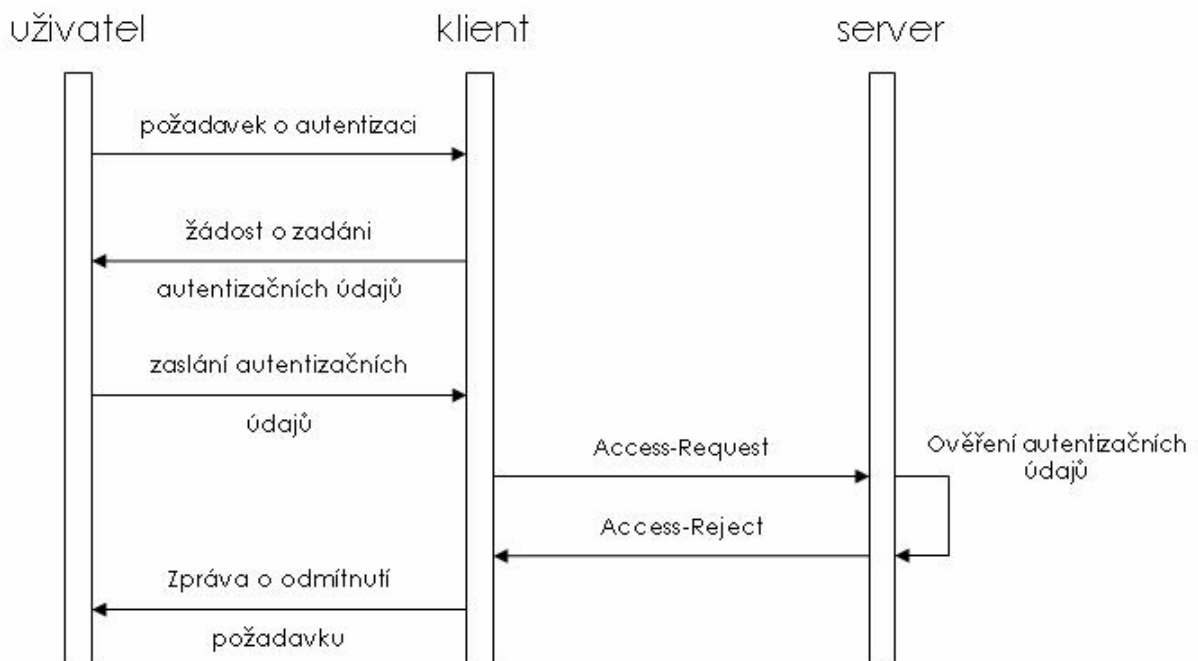 uživatel
klient
server
požadavek o autentizaci
žádost o zadáni
autentizačních údajů
zaslání autentizačních
údajů
Access-Request
Ověření autentizačních
údajů
Access-Reject
Zpráva o odmítnutí
požadavku